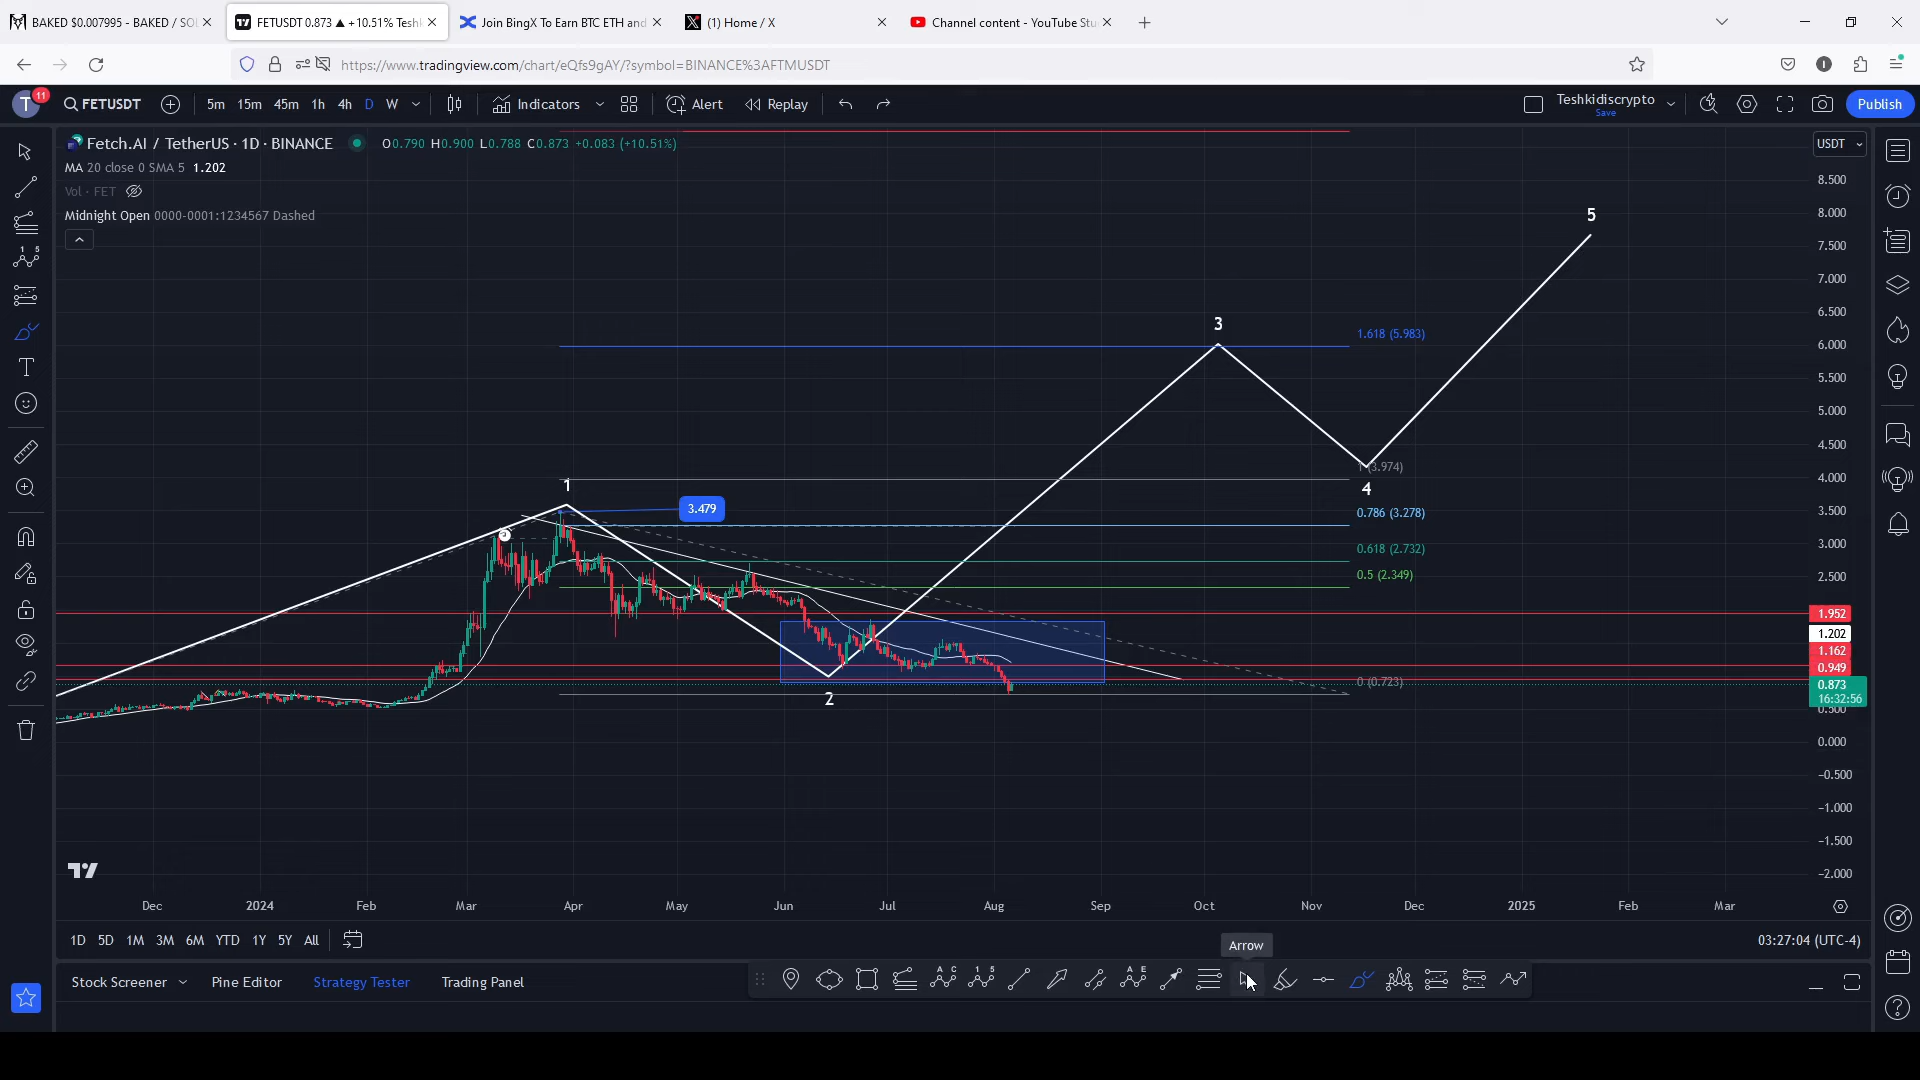 BAKED $0.007995 - BAKED / SOL
FETUSDT 0.873 ▲ +10.51% Teshk
Join BingX To Earn BTC ETH and
(1) Home / X
Channel content - YouTube Stu
https://www.tradingview.com/chart/eQfs9gAY/?symbol=BINANCE%3AFTMUSDT
T
11
FETUSDT
5m
15m
45m
1h
4h
D
W
Indicators
Alert
Replay
Teshkidiscrypto
Save
Publish
Fetch.AI / TetherUS · 1D · BINANCE
O0.790 H0.900 L0.788 C0.873 +0.083 (+10.51%)
MA 20 close 0 SMA 5 1.202
Vol · FET
Midnight Open 0000-0001:1234567 Dashed
USDT
8.500
8.000
7.500
7.000
6.500
6.000
5.500
5.000
4.500
4.000
3.500
3.000
2.500
1.952
1.202
1.162
0.949
0.873
16:32:56
0.500
0.000
−0.500
−1.000
−1.500
−2.000
5
3
1.618 (5.983)
1 (3.974)
1
4
3.479
0.786 (3.278)
0.618 (2.732)
0.5 (2.349)
0 (0.723)
2
Dec
2024
Feb
Mar
Apr
May
Jun
Jul
Aug
Sep
Oct
Nov
Dec
2025
Feb
Mar
1D
5D
1M
3M
6M
YTD
1Y
5Y
All
Arrow
03:27:04 (UTC-4)
Stock Screener
Pine Editor
Strategy Tester
Trading Panel